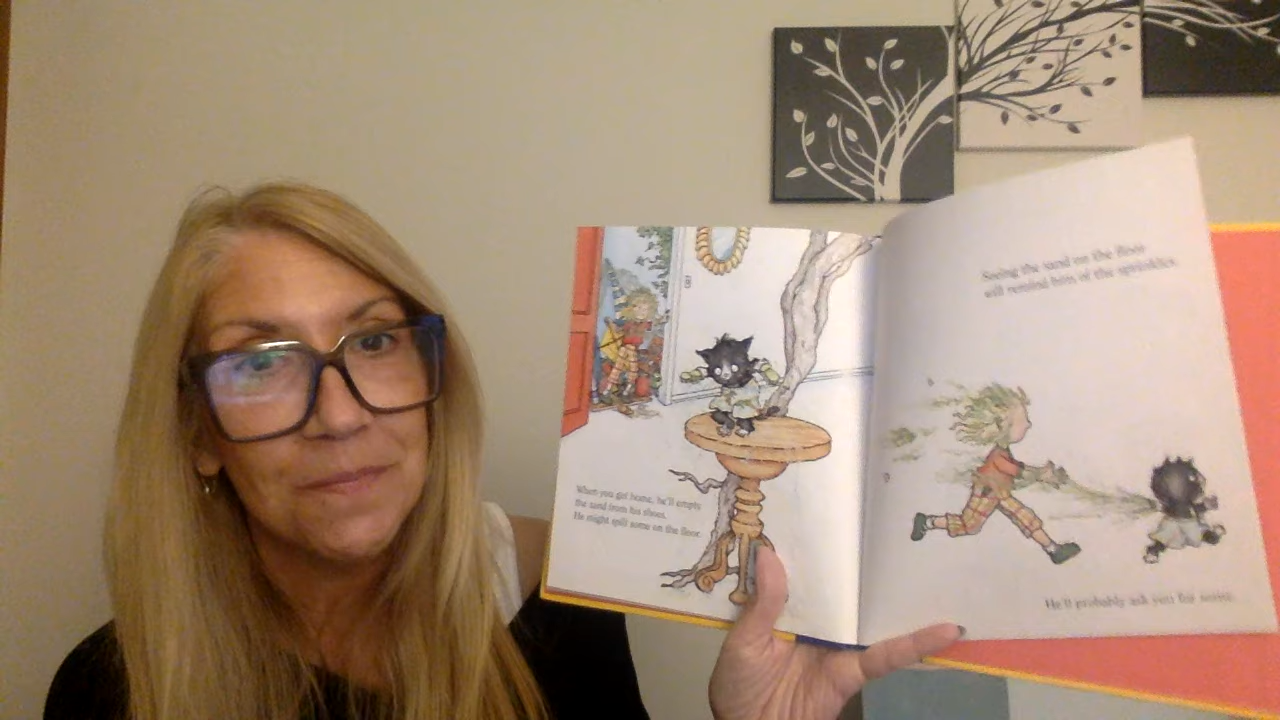 When you get home, he'll empty
the sand from his shoes.
He might spill some on the floor.
Seeing the sand on the floor
will remind him of the sprinkles.
He'll probably ask you for some.